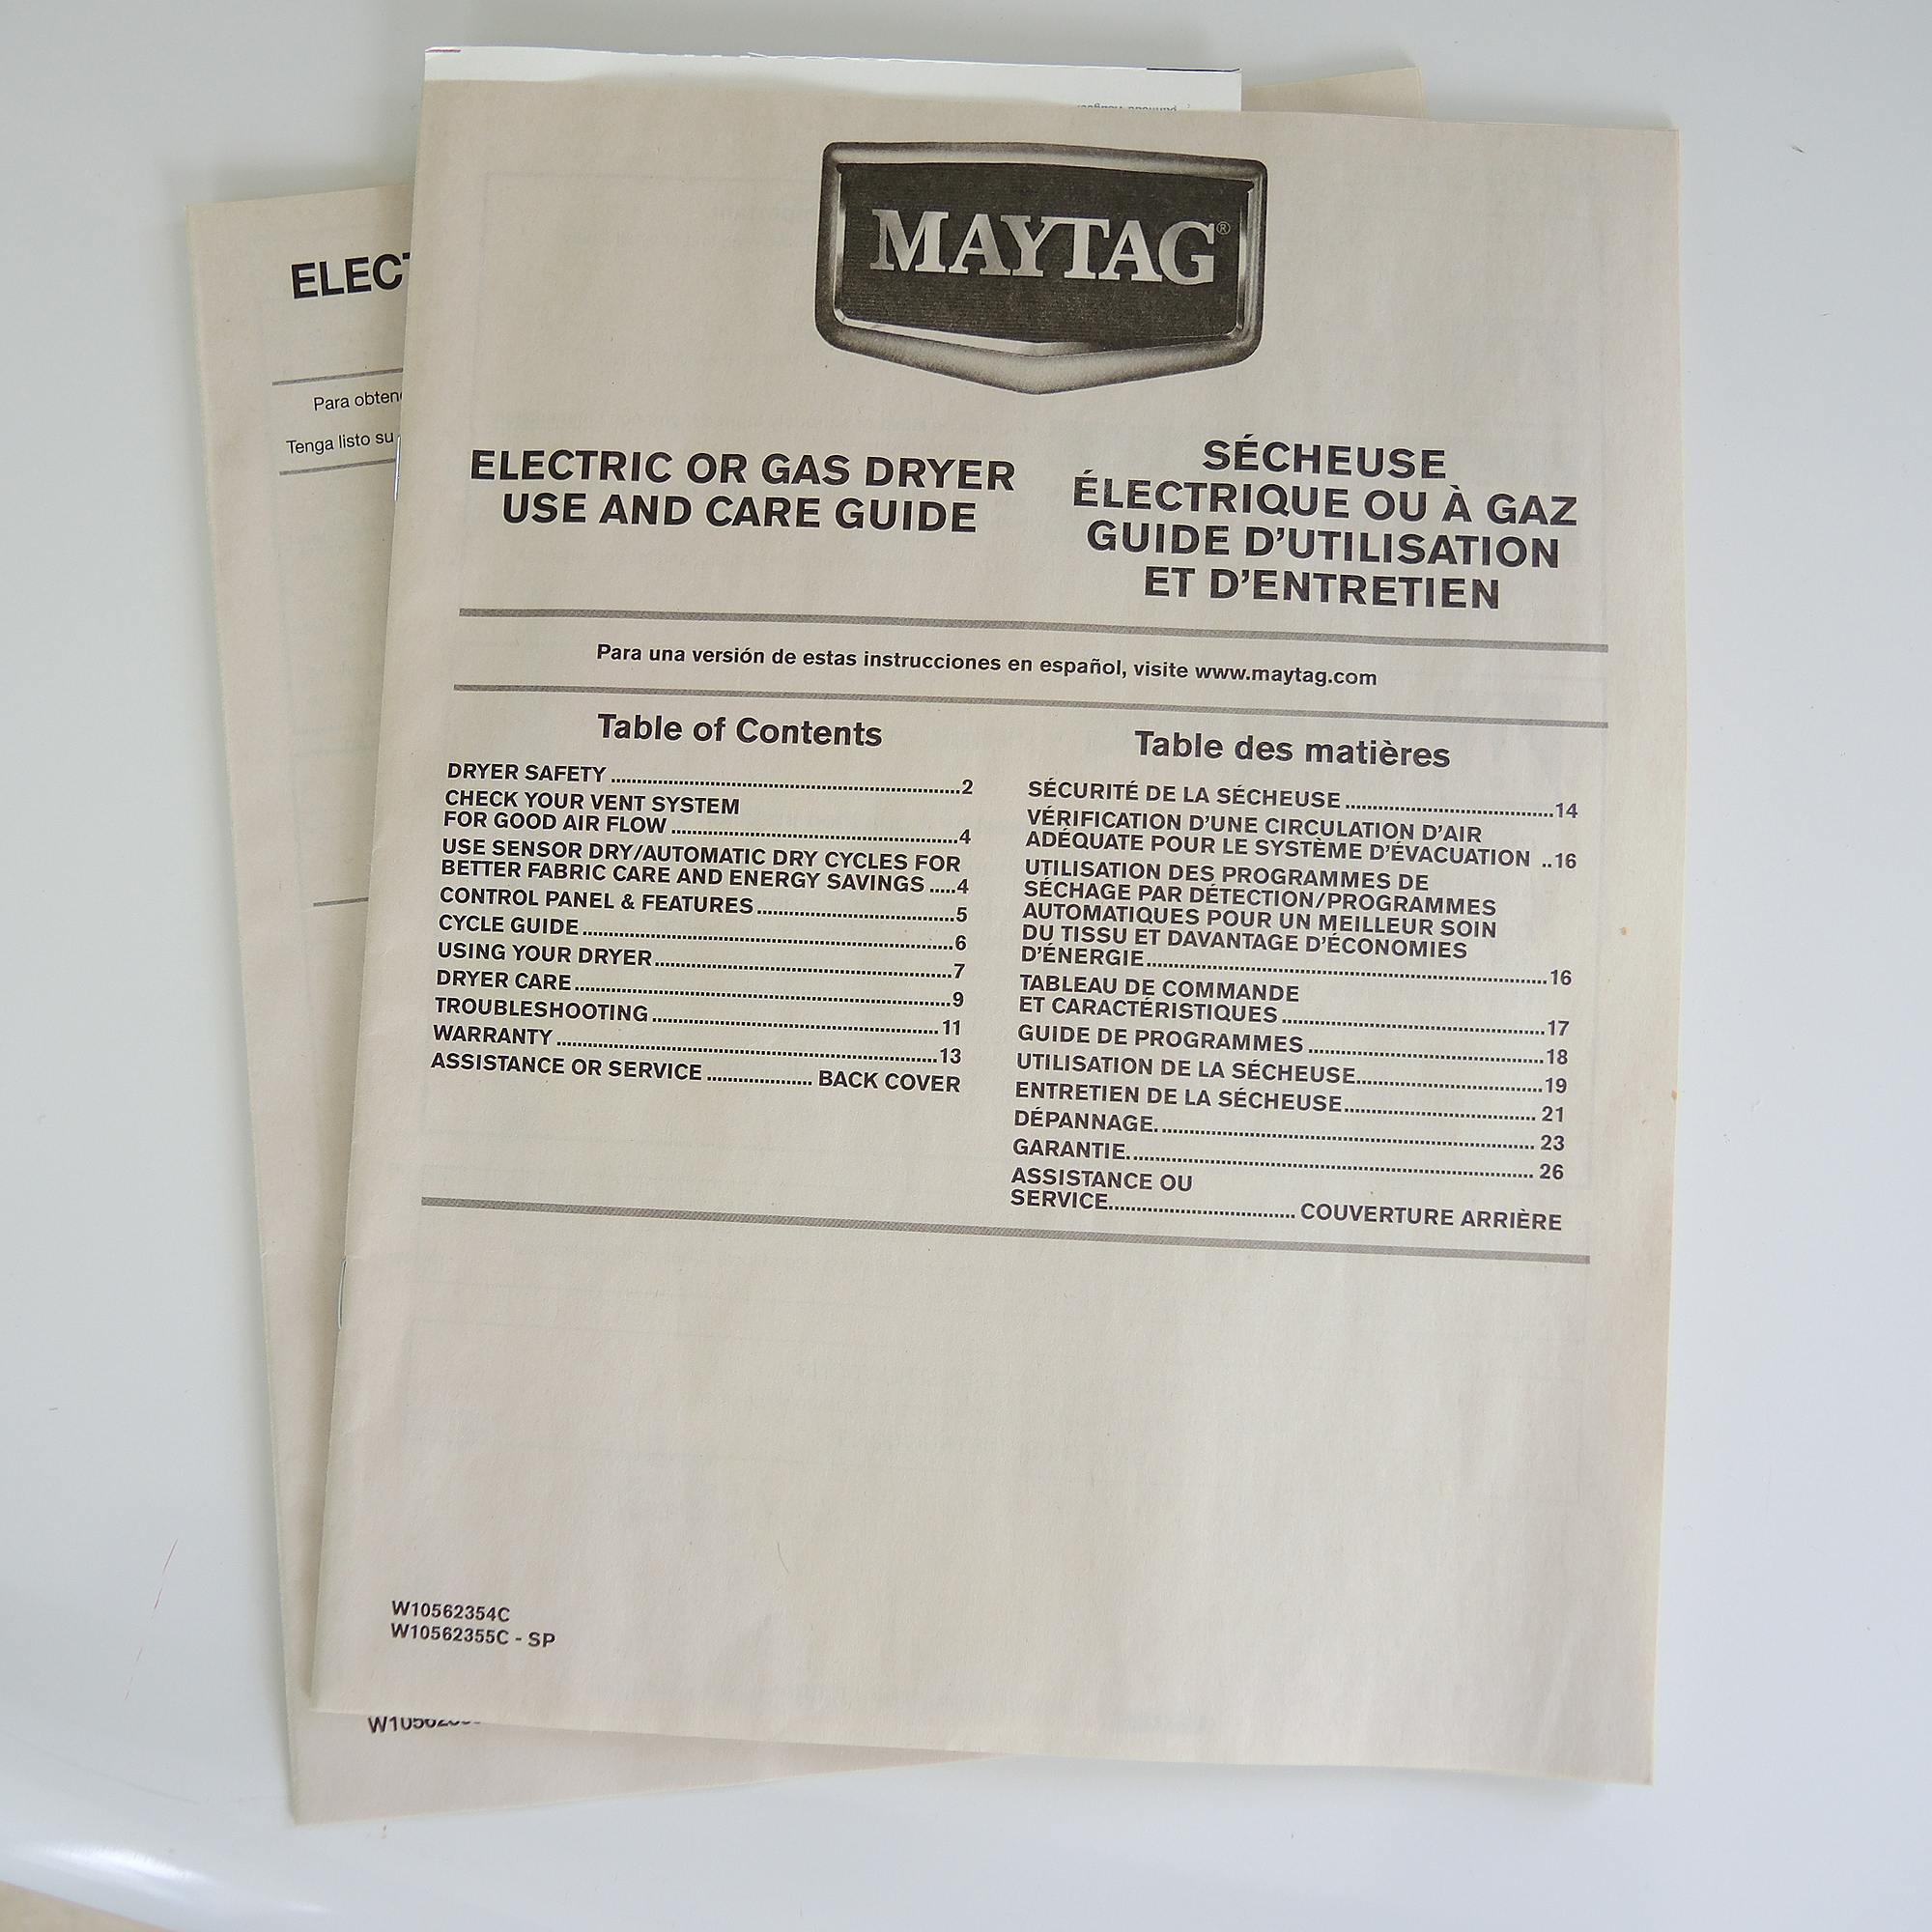 MAYTAG®
ELECTRIC OR GAS DRYER
USE AND CARE GUIDE
SÉCHEUSE
ÉLECTRIQUE OU À GAZ
GUIDE D'UTILISATION
ET D'ENTRETIEN
Para una versión de estas instrucciones en español, visite www.maytag.com
Table of Contents
DRYER SAFETY ........ 2
CHECK YOUR VENT SYSTEM
FOR GOOD AIR FLOW ........ 4
USE SENSOR DRY/AUTOMATIC DRY CYCLES FOR
BETTER FABRIC CARE AND ENERGY SAVINGS ..... 4
CONTROL PANEL & FEATURES ........ 5
CYCLE GUIDE ........ 6
USING YOUR DRYER ........ 7
DRYER CARE ........ 9
TROUBLESHOOTING ........ 11
WARRANTY ........ 13
ASSISTANCE OR SERVICE ........ BACK COVER
Table des matières
SÉCURITÉ DE LA SÉCHEUSE ........ 14
VÉRIFICATION D'UNE CIRCULATION D'AIR
ADÉQUATE POUR LE SYSTÈME D'ÉVACUATION ..16
UTILISATION DES PROGRAMMES DE
SÉCHAGE PAR DÉTECTION/PROGRAMMES
AUTOMATIQUES POUR UN MEILLEUR SOIN
DU TISSU ET DAVANTAGE D'ÉCONOMIES
D'ÉNERGIE ........ 16
TABLEAU DE COMMANDE
ET CARACTÉRISTIQUES ........ 17
GUIDE DE PROGRAMMES ........ 18
UTILISATION DE LA SÉCHEUSE ........ 19
ENTRETIEN DE LA SÉCHEUSE ........ 21
DÉPANNAGE ........ 23
GARANTIE ........ 26
ASSISTANCE OU
SERVICE ........ COUVERTURE ARRIÈRE
W10562354C
W10562355C - SP
ELECT
Para obten
Tenga listo su